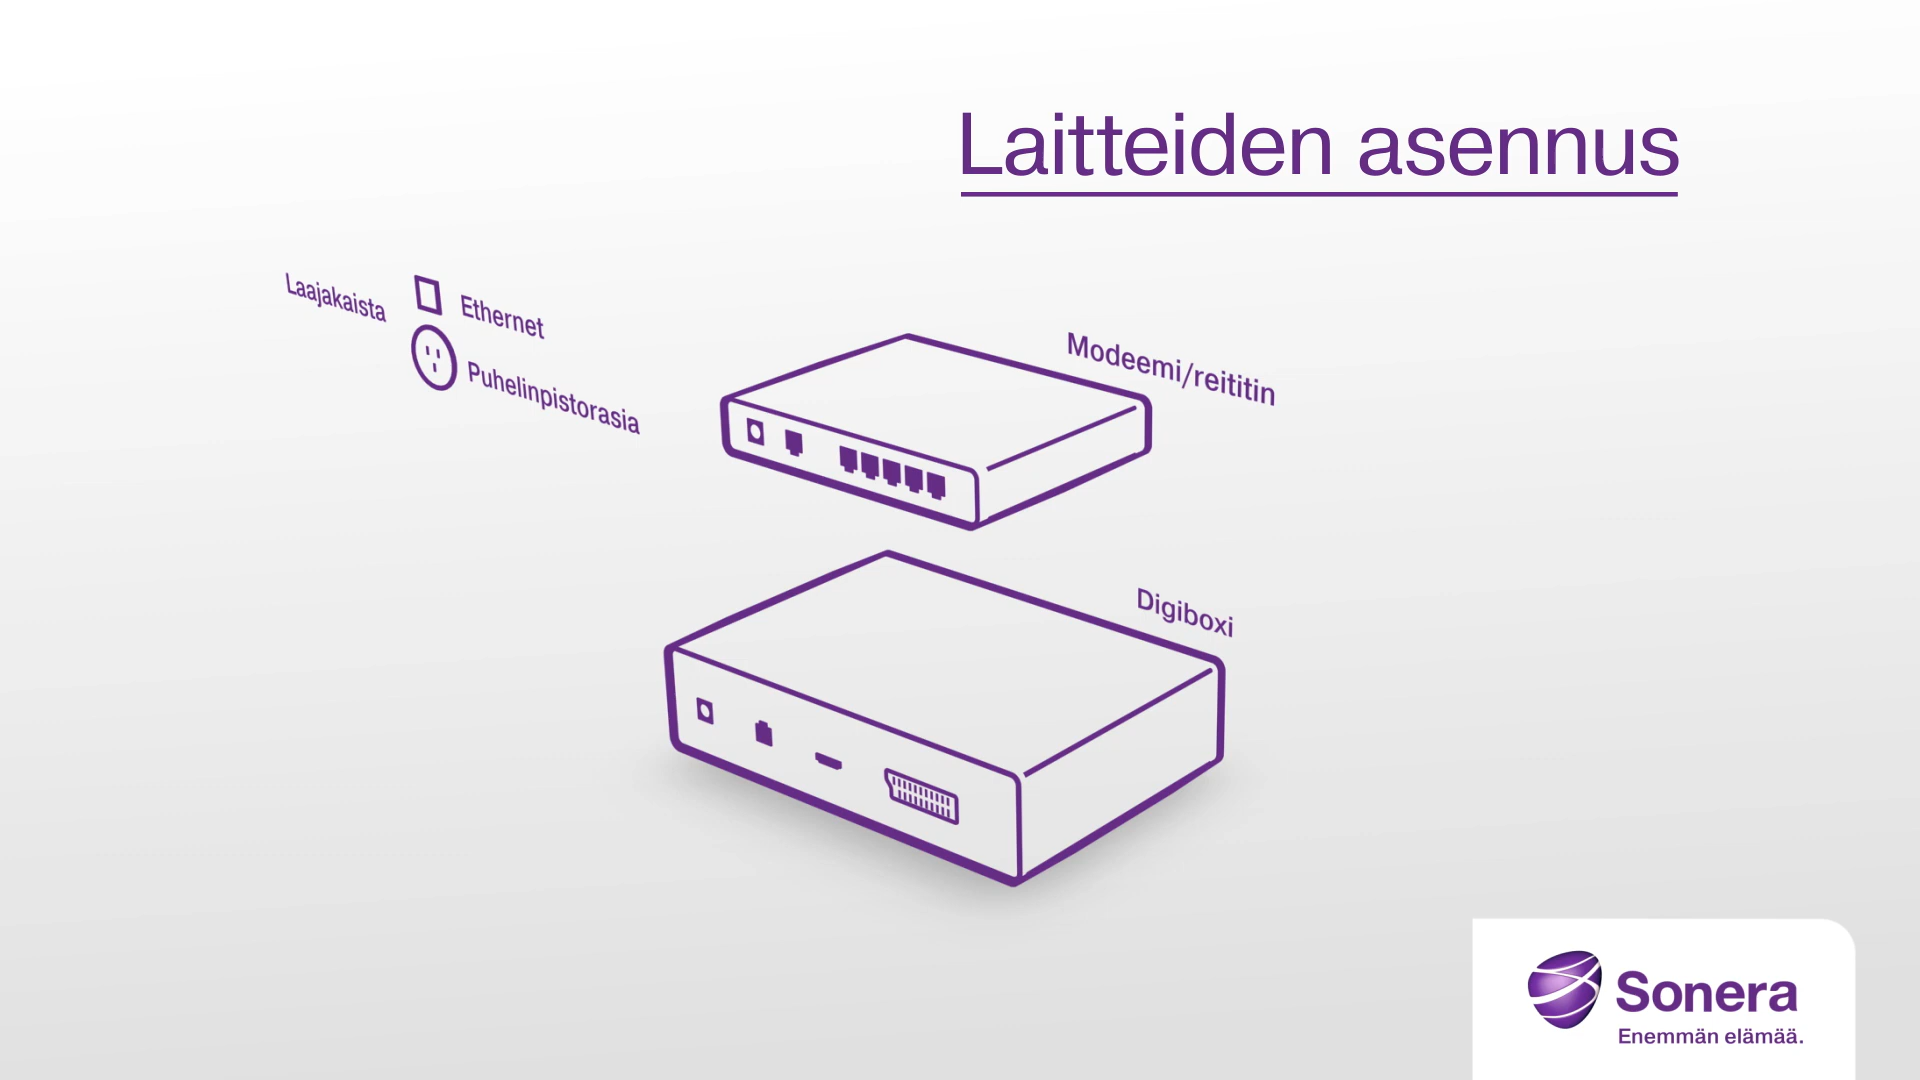 Laitteiden asennus
Laajakaista
Ethernet
Puhelinpistorasia
Modeemi/reititin
Digiboxi
Sonera
Enemmän elämää.